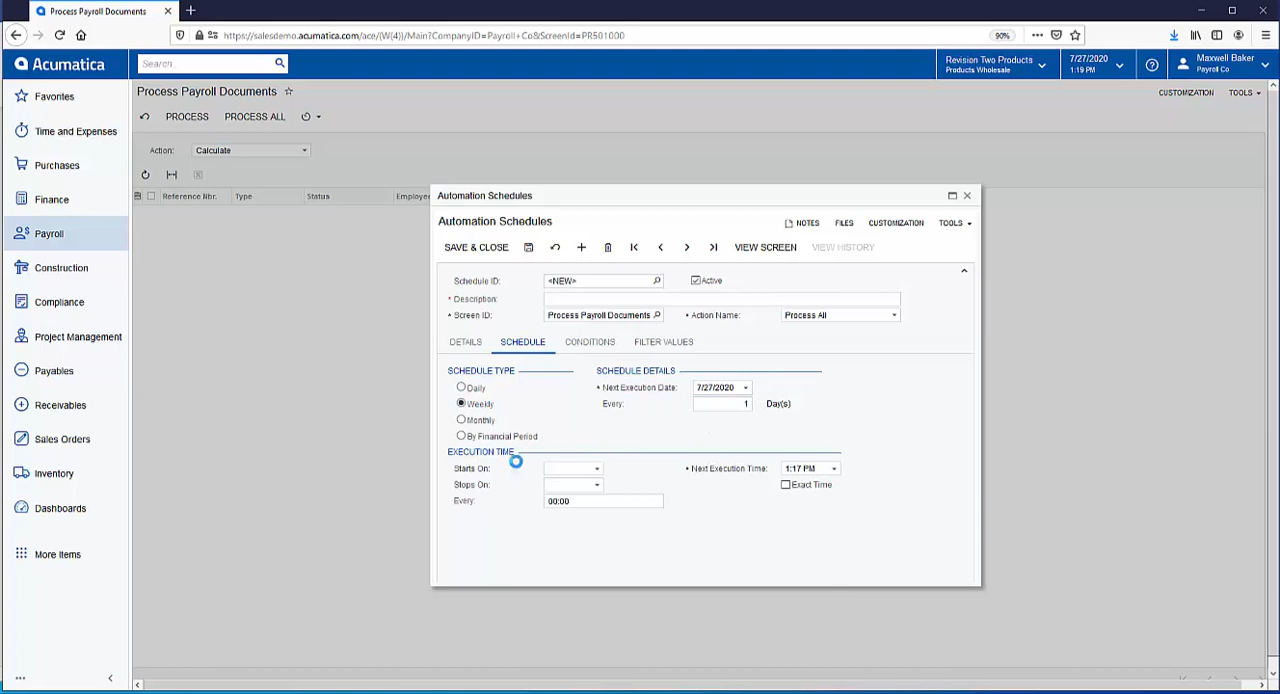 Process Payroll Documents
https://salesdemo.acumatica.com/ace/(W(4))/Main?CompanyID=Payroll+Co&ScreenId=PR501000
90%
Acumatica
Search...
Revision Two Products
Products Wholesale
7/27/2020
1:19 PM
Maxwell Baker
Payroll Co
Favorites
Time and Expenses
Purchases
Finance
Payroll
Construction
Compliance
Project Management
Payables
Receivables
Sales Orders
Inventory
Dashboards
More Items
Process Payroll Documents
CUSTOMIZATION TOOLS
PROCESS PROCESS ALL
Action: Calculate
Reference Nbr. Type Status Employee
Automation Schedules
Automation Schedules
NOTES FILES CUSTOMIZATION TOOLS
SAVE & CLOSE VIEW SCREEN VIEW HISTORY
Schedule ID: <NEW> Active
* Description:
* Screen ID: Process Payroll Documents * Action Name: Process All
DETAILS SCHEDULE CONDITIONS FILTER VALUES
SCHEDULE TYPE SCHEDULE DETAILS
Daily * Next Execution Date: 7/27/2020
Weekly Every: 1 Day(s)
Monthly
By Financial Period
EXECUTION TIME
Starts On: * Next Execution Time: 1:17 PM
Stops On: Exact Time
Every: 00:00